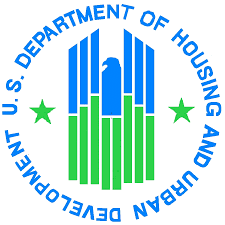 U.S. DEPARTMENT OF HOUSING AND URBAN DEVELOPMENT